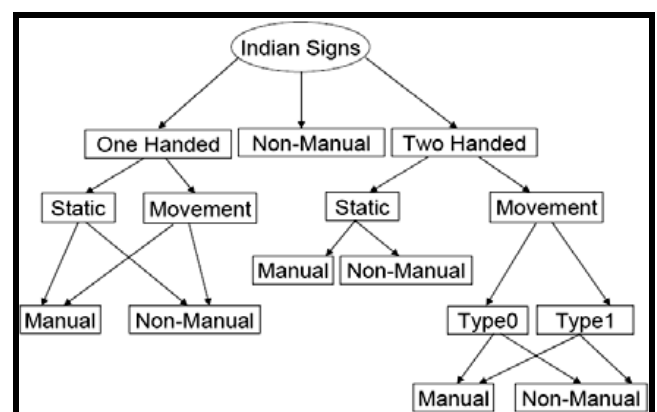 Indian Signs
One Handed
Non-Manual
Two Handed
Static
Movement
Static
Movement
Manual
Non-Manual
Manual
Non-Manual
Type0
Type1
Manual
Non-Manual